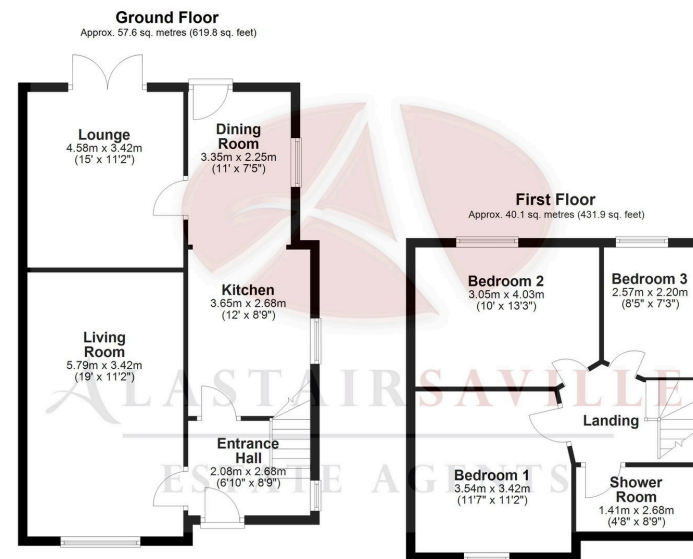 Ground Floor
Approx. 57.6 sq. metres (619.8 sq. feet)
Lounge
4.58m x 3.42m
(15' x 11'2")
Dining
Room
3.35m x 2.25m
(11' x 7'5")
Kitchen
3.65m x 2.68m
(12' x 8'9")
Living
Room
5.79m x 3.42m
(19' x 11'2")
Entrance
Hall
2.08m x 2.68m
(6'10" x 8'9")
First Floor
Approx. 40.1 sq. metres (431.9 sq. feet)
Bedroom 2
3.05m x 4.03m
(10' x 13'3")
Bedroom 3
2.57m x 2.20m
(8'5" x 7'3")
Landing
Bedroom 1
3.54m x 3.42m
(11'7" x 11'2")
Shower
Room
1.41m x 2.68m
(4'8" x 8'9")
ALASTAIR SAVILLE
ESTATE AGENTS